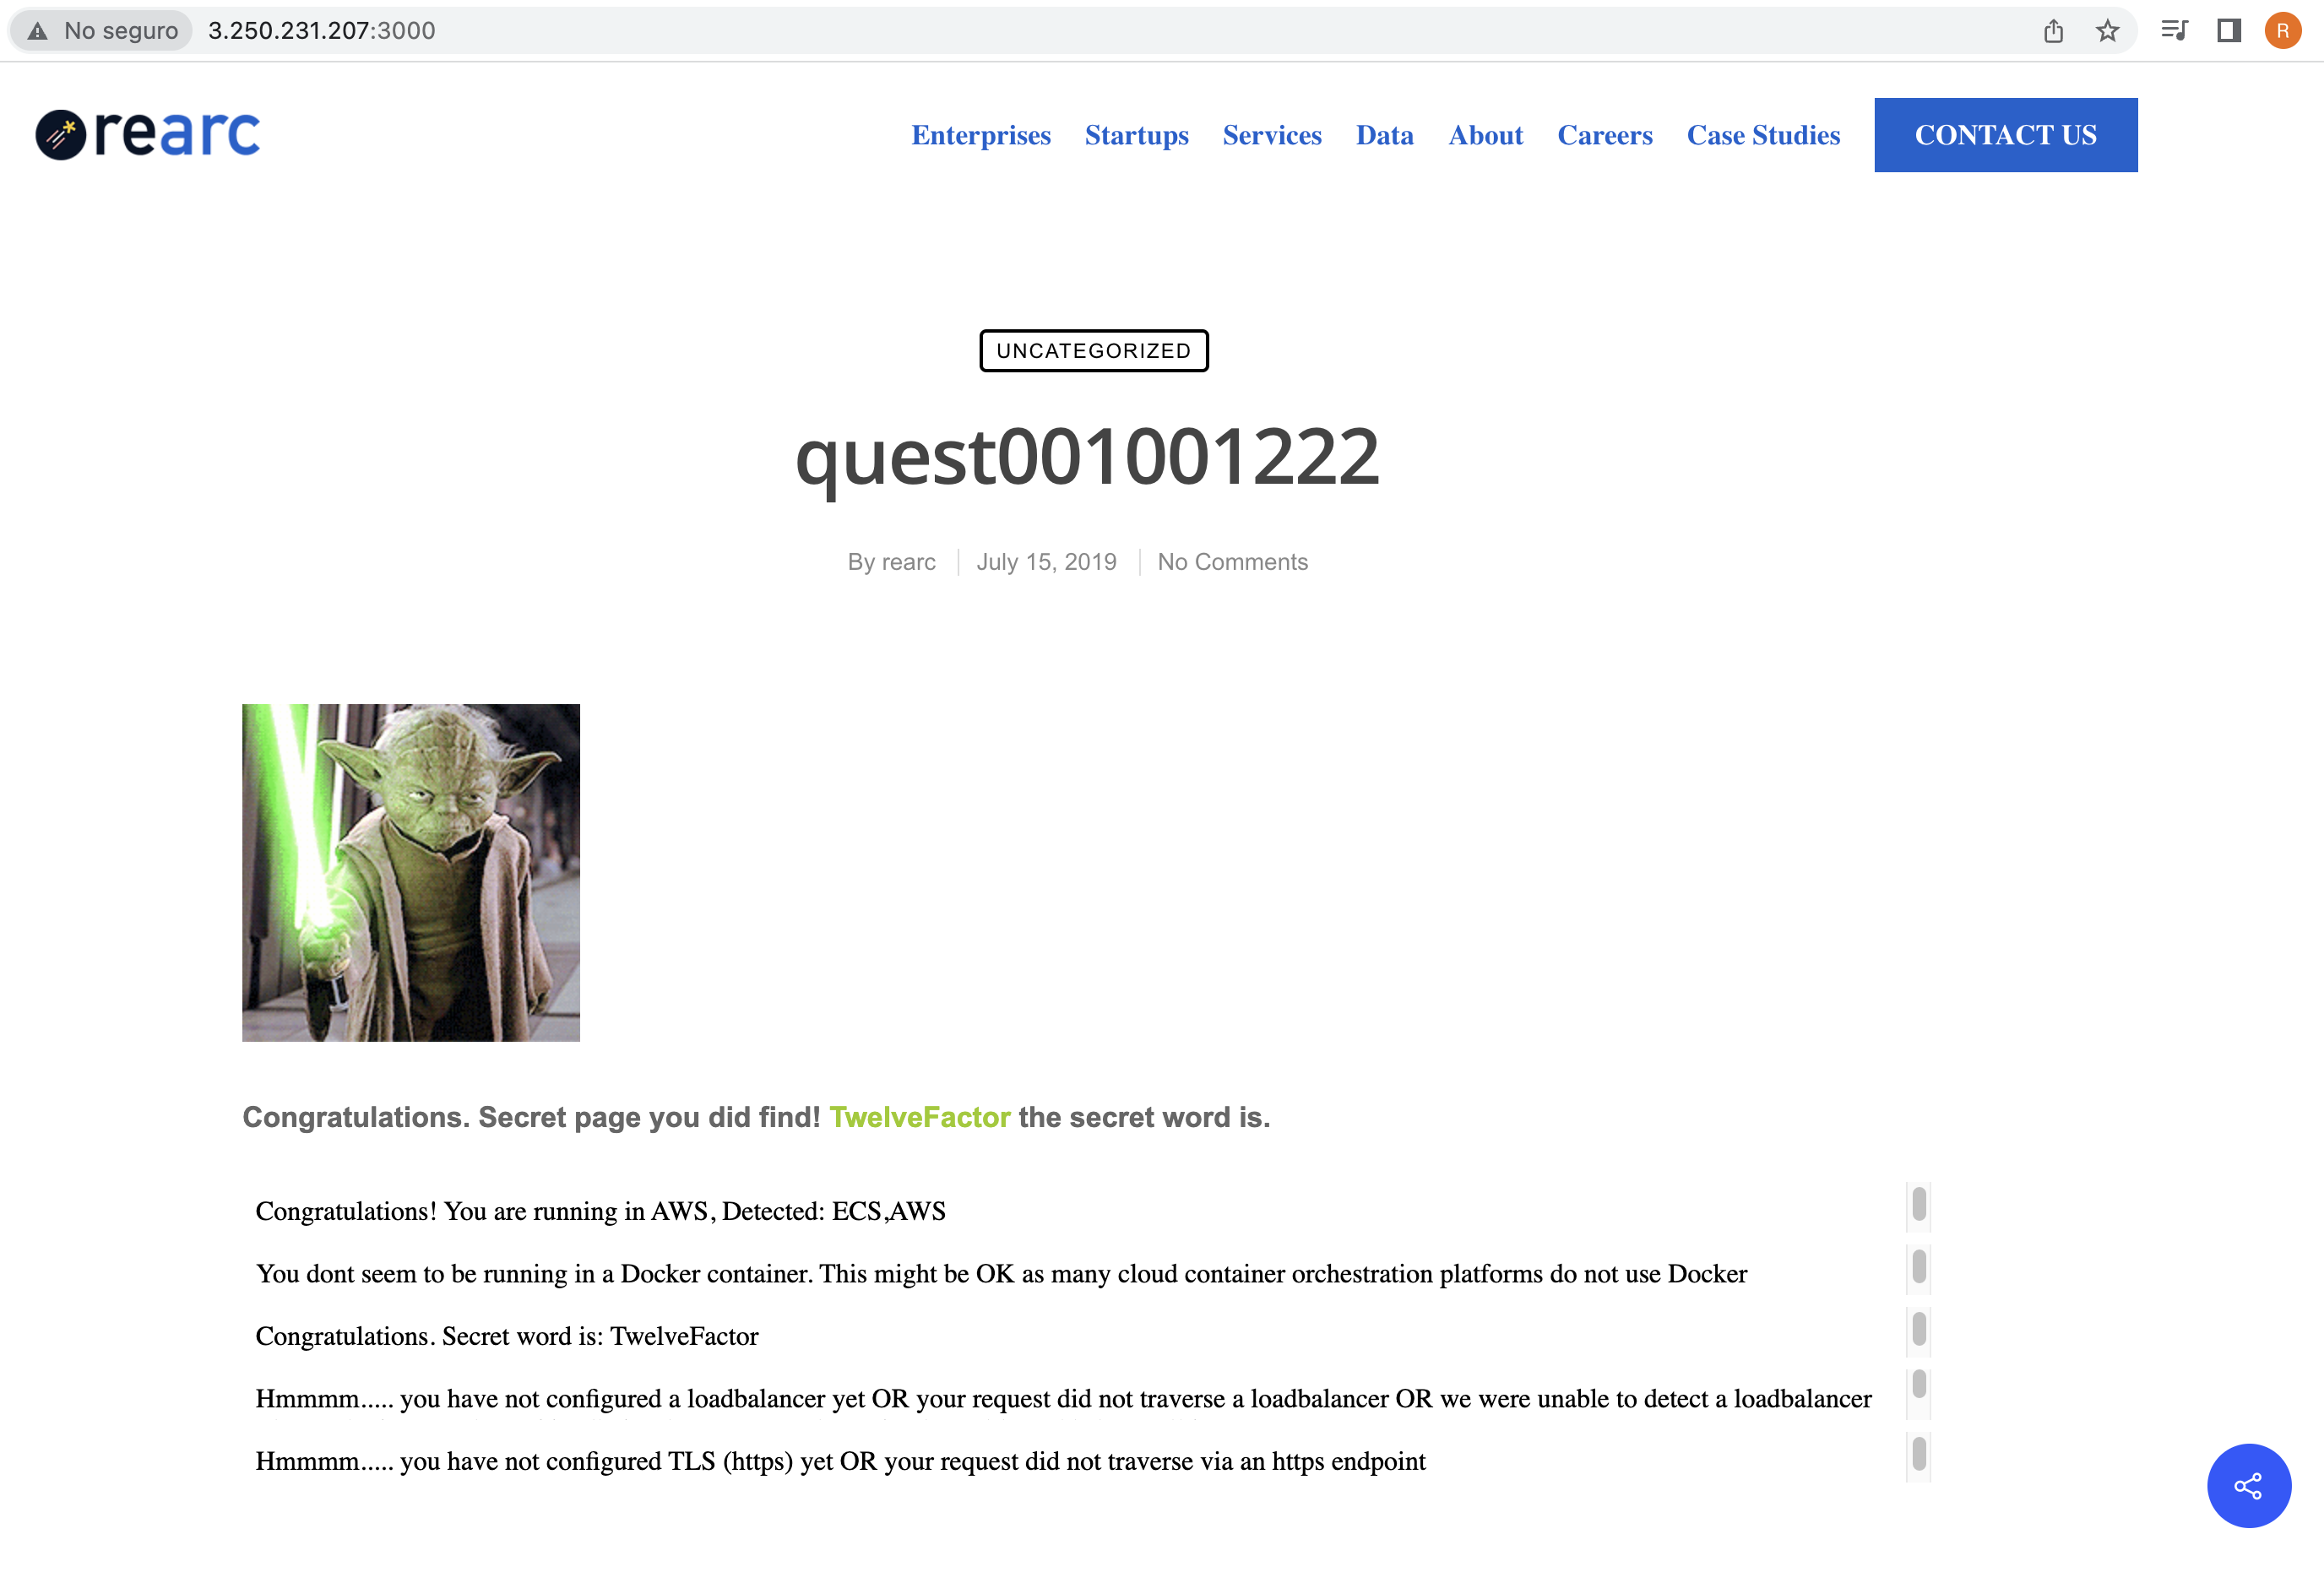 No seguro 3.250.231.207:3000 R
rearc Enterprises Startups Services Data About Careers Case Studies CONTACT US
UNCATEGORIZED
quest001001222
By rearc July 15, 2019 No Comments
Congratulations. Secret page you did find! TwelveFactor the secret word is.
Congratulations! You are running in AWS, Detected: ECS,AWS
You dont seem to be running in a Docker container. This might be OK as many cloud container orchestration platforms do not use Docker
Congratulations. Secret word is: TwelveFactor
Hmmmm..... you have not configured a loadbalancer yet OR your request did not traverse a loadbalancer OR we were unable to detect a loadbalancer
Hmmmm..... you have not configured TLS (https) yet OR your request did not traverse via an https endpoint